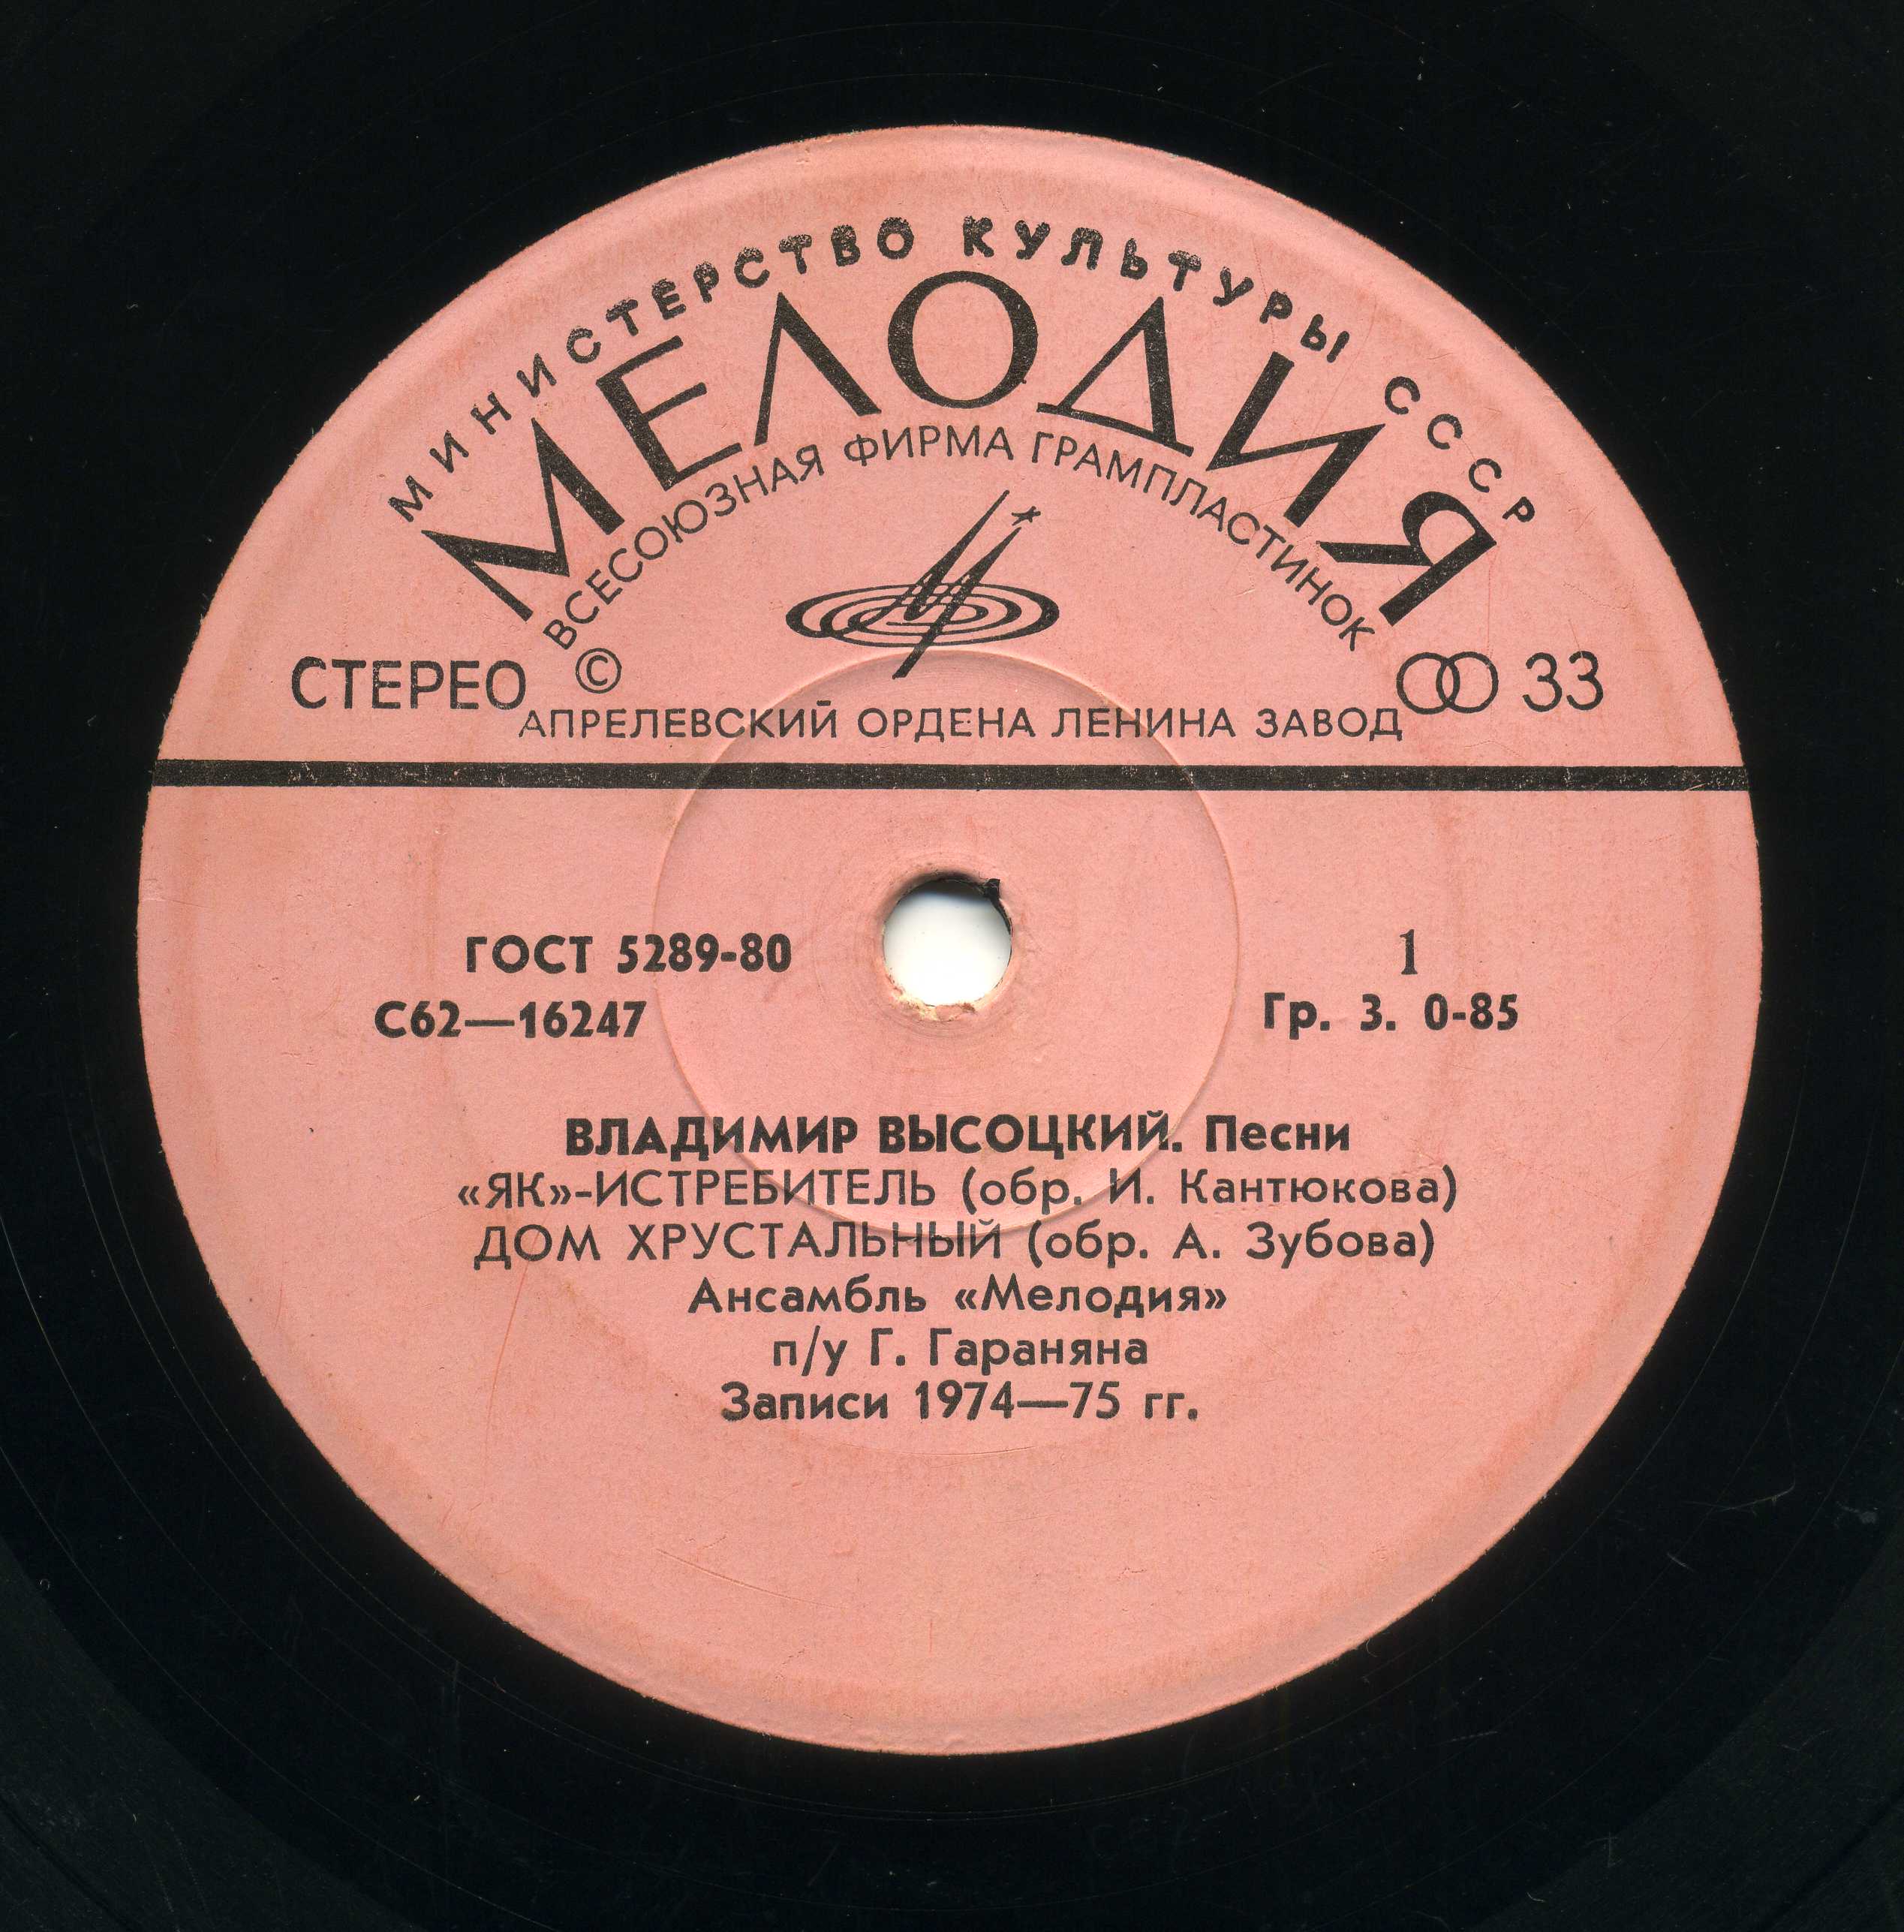 МИНИСТЕРСТВО КУЛЬТУРЫ СССР
МЕЛОДИЯ
ВСЕСОЮЗНАЯ ФИРМА ГРАМПЛАСТИНОК
СТЕРЕО © 33
АПРЕЛЕВСКИЙ ОРДЕНА ЛЕНИНА ЗАВОД
ГОСТ 5289-80 1
С62—16247 Гр. 3. 0-85
ВЛАДИМИР ВЫСОЦКИЙ. Песни
«ЯК»-ИСТРЕБИТЕЛЬ (обр. И. Кантюкова)
ДОМ ХРУСТАЛЬНЫЙ (обр. А. Зубова)
Ансамбль «Мелодия»
п/у Г. Гараняна
Записи 1974—75 гг.